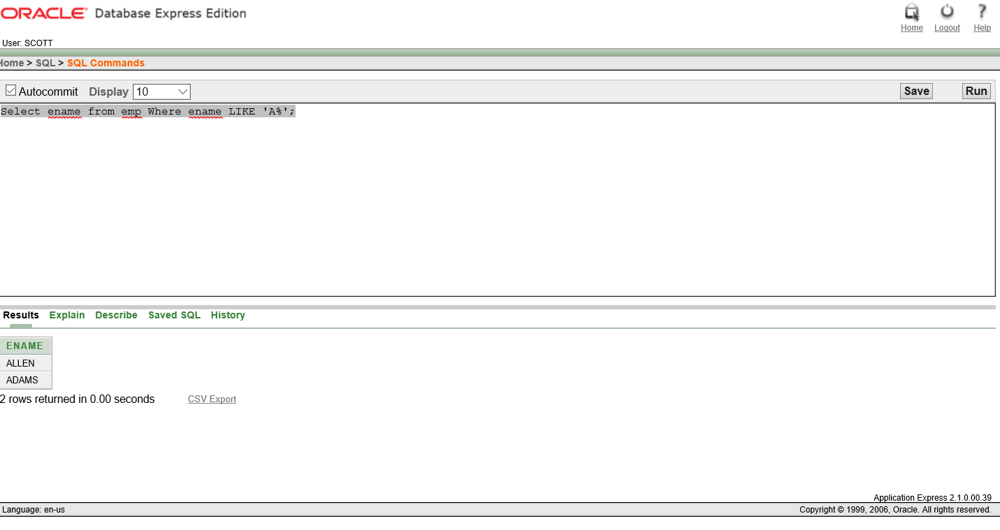 ORACLE Database Express Edition
Home Logout Help
User: SCOTT
Home > SQL > SQL Commands
Autocommit Display 10 Save Run
Select ename from emp Where ename LIKE 'A%';
Results Explain Describe Saved SQL History
ENAME
ALLEN
ADAMS
2 rows returned in 0.00 seconds CSV Export
Application Express 2.1.0.00.39
Language: en-us Copyright © 1999, 2006, Oracle. All rights reserved.